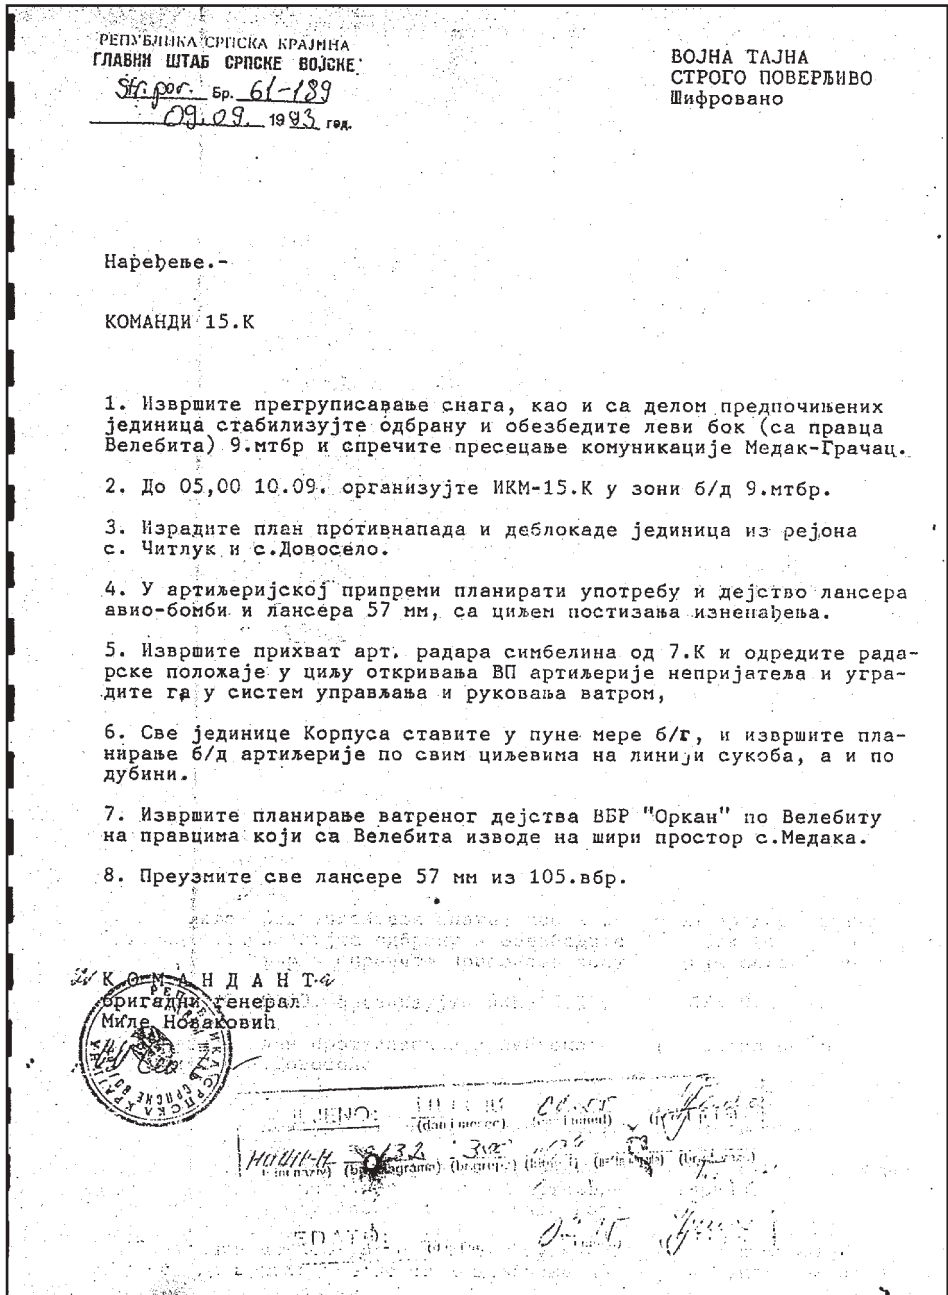 РЕПУБЛИКА СРПСКА КРАЈИНА
ГЛАВНИ ШТАБ СРПСКЕ ВОЈСКЕ
Str. pov. Бр. 61-189
09.09. 1993 год.
ВОЈНА ТАЈНА
СТРОГО ПОВЕРЉИВО
Шифровано
Наређење.-
КОМАНДИ 15.К
1. Извршите прегруписавање снага, као и са делом предпочињених
јединица стабилизујте одбрану и обезбедите леви бок (са правца
Велебита) 9.мтбр и спречите пресецање комуникације Медак-Грачац.
2. До 05,00 10.09. организујте ИКМ-15.К у зони б/д 9.мтбр.
3. Израдите план противнапада и деблокаде јединица из рејона
с. Читлук и с.Довосело.
4. У артиљеријској припреми планирати употребу и дејство лансера
авио-бомби и лансера 57 мм, са циљем постизања изненађења.
5. Извршите прихват арт. радара симбелина од 7.К и одредите рада-
рске положаје у циљу откривања ВП артиљерије непријатеља и угра-
дите га у систем управљања и руковања ватром,
6. Све јединице Корпуса ставите у пуне мере б/г, и извршите пла-
нирање б/д артиљерије по свим циљевима на линији сукоба, а и по
дубини.
7. Извршите планирање ватреног дејства ВБР "Оркан" по Велебиту
на правцима који са Велебита изводе на шири простор с.Медака.
8. Преузмите све лансере 57 мм из 105.вбр.
К О М А Н Д А Н Т
бригадни генерал
Миле Новаковић